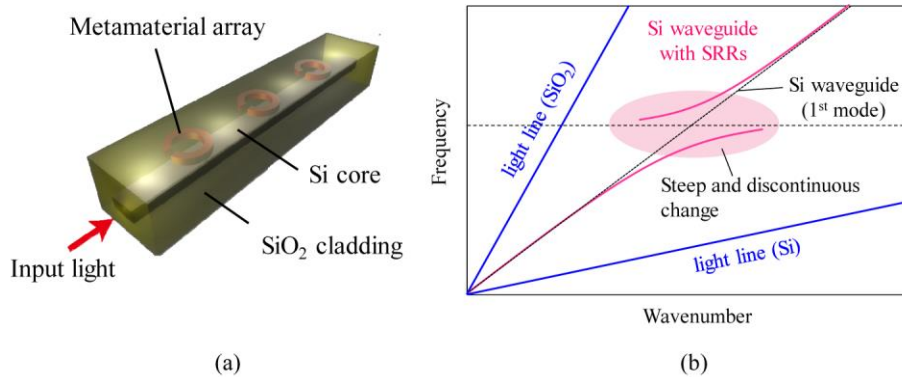 Metamaterial array
Si core
SiO₂ cladding
Input light
(a)
Frequency
light line (SiO₂)
Si waveguide
with SRRs
Si waveguide
(1st mode)
Steep and discontinuous
change
light line (Si)
Wavenumber
(b)